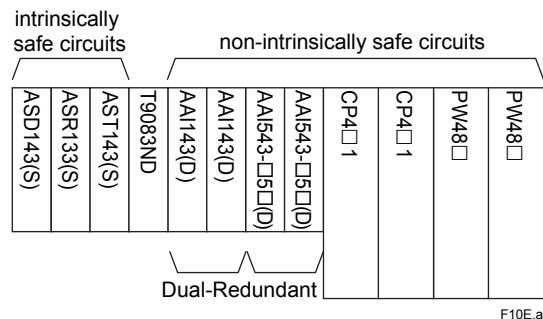 intrinsically
safe circuits
non-intrinsically safe circuits
ASD143(S)
ASR133(S)
AST143(S)
T9083ND
AAI143(D)
AAI143(D)
AAI543-□5□(D)
AAI543-□5□(D)
CP4□1
CP4□1
PW48□
PW48□
Dual-Redundant
F10E.ai